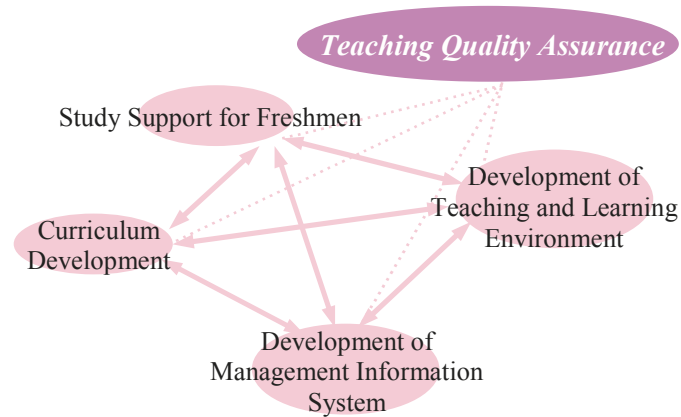 Teaching Quality Assurance
Study Support for Freshmen
Development of
Teaching and Learning
Environment
Curriculum
Development
Development of
Management Information
System